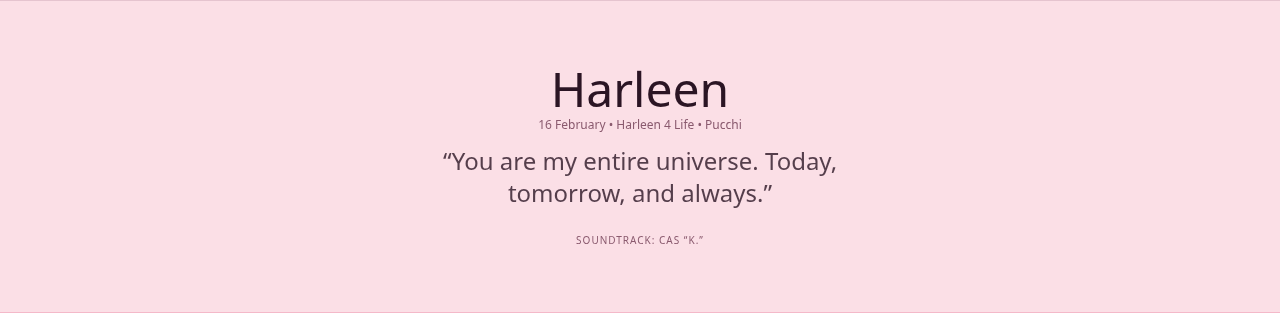 Harleen
16 February • Harleen 4 Life • Pucchi
“You are my entire universe. Today,
tomorrow, and always.”
SOUNDTRACK: CAS “K.”